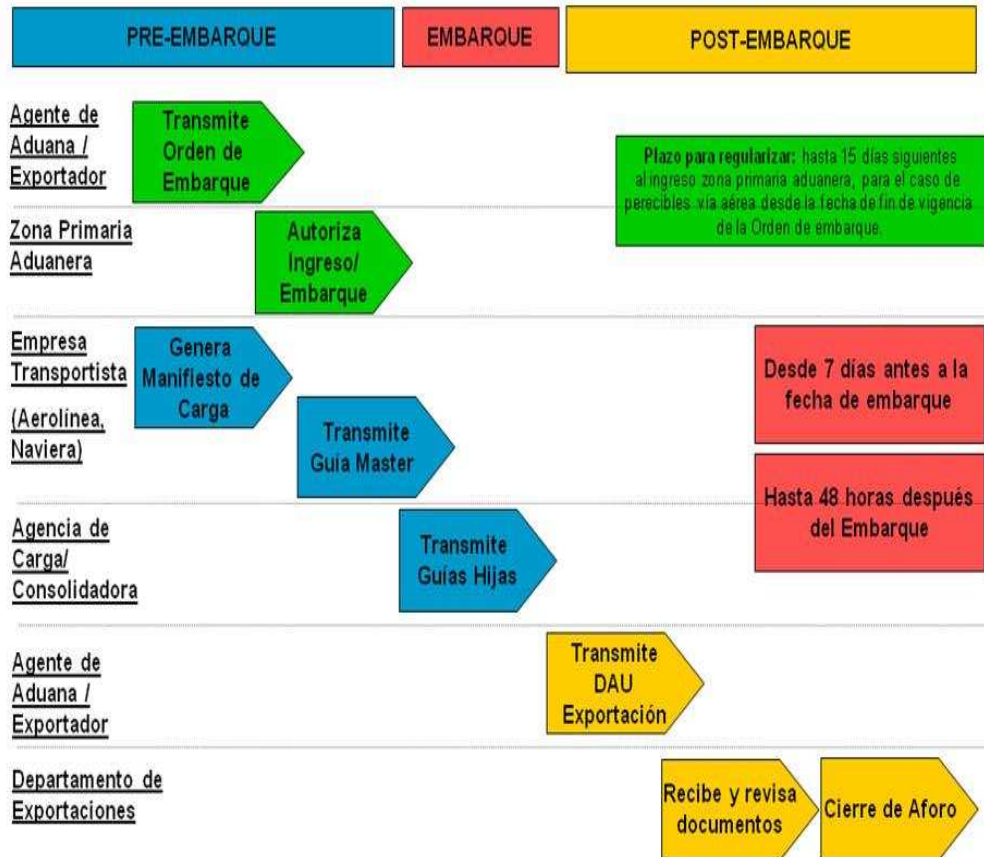 PRE-EMBARQUE
EMBARQUE
POST-EMBARQUE
Agente de
Aduana /
Exportador
Transmite
Orden de
Embarque
Plazo para regularizar: hasta 15 días siguientes
al ingreso zona primaria aduanera, para el caso de
perecibles vía aérea desde la fecha de fin de vigencia
de la Orden de embarque.
Zona Primaria
Aduanera
Autoriza
Ingreso/
Embarque
Empresa
Transportista
(Aerolínea,
Naviera)
Genera
Manifiesto de
Carga
Transmite
Guía Master
Desde 7 días antes a la
fecha de embarque
Hasta 48 horas después
del Embarque
Agencia de
Carga/
Consolidadora
Transmite
Guías Hijas
Agente de
Aduana /
Exportador
Transmite
DAU
Exportación
Departamento de
Exportaciones
Recibe y revisa
documentos
Cierre de Aforo